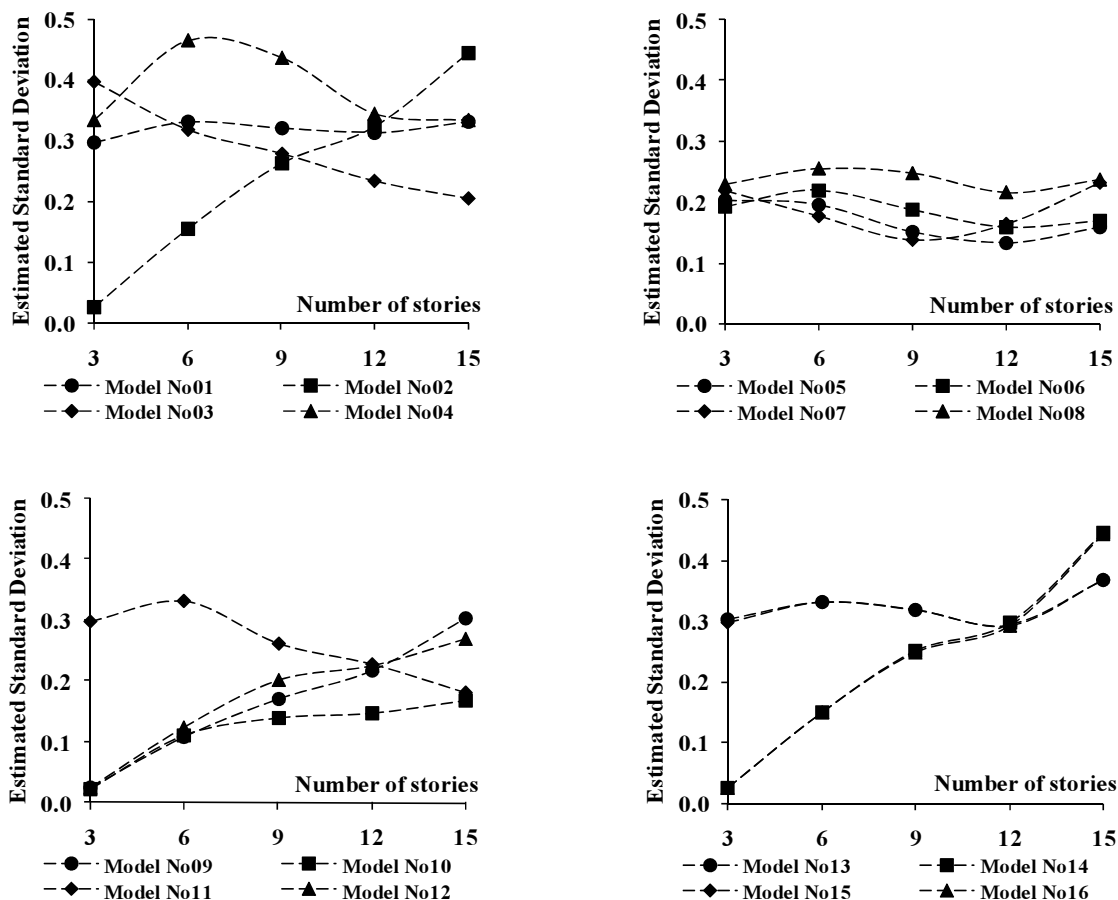 Estimated Standard Deviation
0.5
0.4
0.3
0.2
0.1
0.0
Number of stories
3 6 9 12 15
Model No01 Model No02
Model No03 Model No04
Estimated Standard Deviation
0.5
0.4
0.3
0.2
0.1
0.0
Number of stories
3 6 9 12 15
Model No05 Model No06
Model No07 Model No08
Estimated Standard Deviation
0.5
0.4
0.3
0.2
0.1
0.0
Number of stories
3 6 9 12 15
Model No09 Model No10
Model No11 Model No12
Estimated Standard Deviation
0.5
0.4
0.3
0.2
0.1
0.0
Number of stories
3 6 9 12 15
Model No13 Model No14
Model No15 Model No16